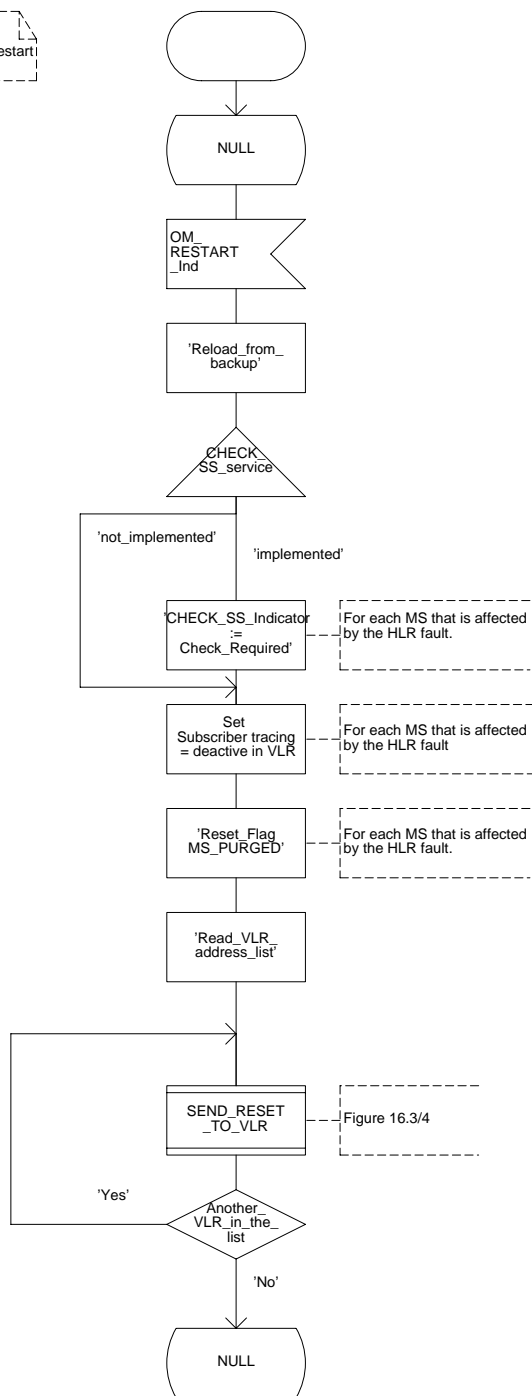 estart
NULL
OM_
RESTART
_Ind
'Reload_from_
backup'
CHECK_
SS_service
'not_implemented'
'implemented'
'CHECK_SS_Indicator
:=
Check_Required'
For each MS that is affected
by the HLR fault.
Set
Subscriber tracing
= deactive in VLR
For each MS that is affected
by the HLR fault
'Reset_Flag
MS_PURGED'
For each MS that is affected
by the HLR fault.
'Read_VLR_
address_list'
SEND_RESET
_TO_VLR
Figure 16.3/4
'Yes'
Another_
VLR_in_the_
list
'No'
NULL